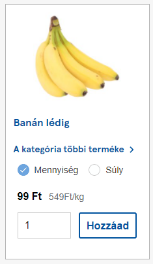 Banán lédig
A kategória többi terméke >
Mennyiség Súly
99 Ft 549Ft/kg
1 Hozzáad